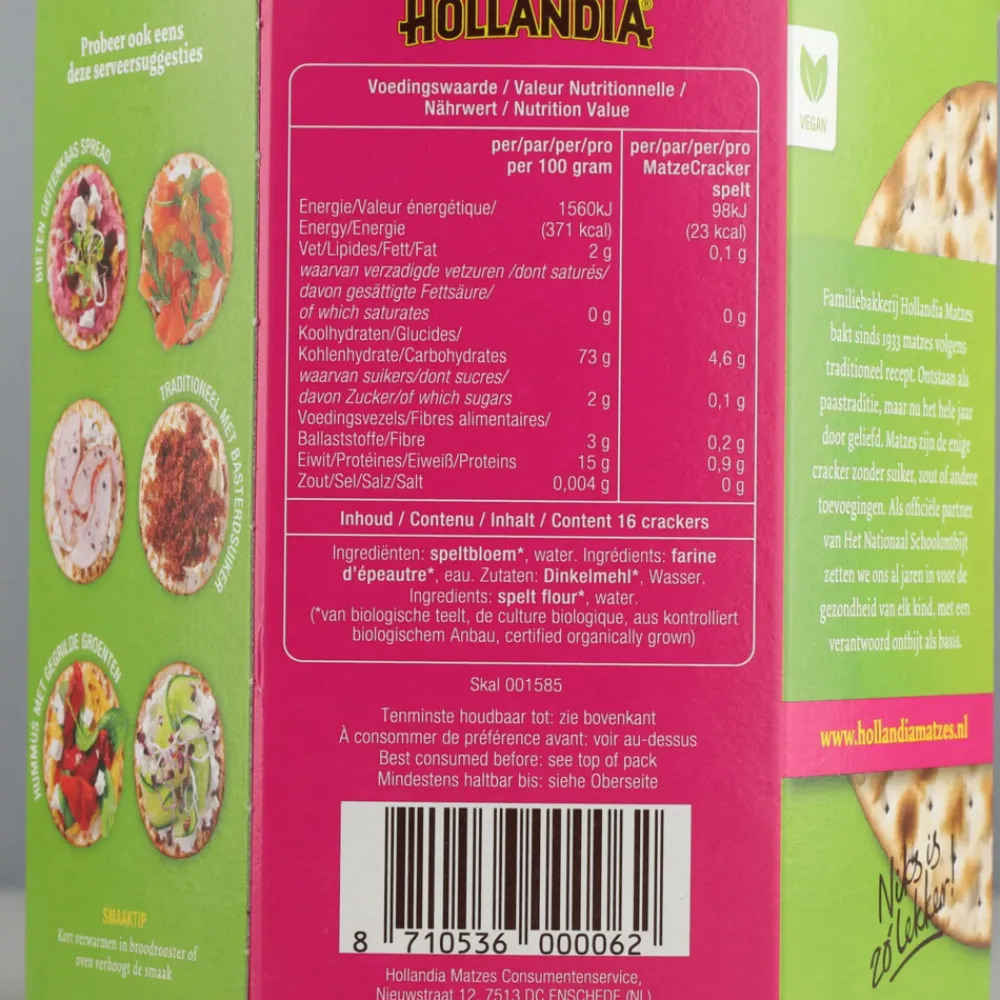 Probeer ook eens
deze serveersuggesties
BIETEN GEITENKAAS SPREAD
TRADITIONEEL MET BASTERDSUIKER
HUMMUS MET GEGRILDE GROENTEN
SMAAKTIP
Kort verwarmen in broodrooster of
oven verhoogt de smaak
HOLLANDIA®
Voedingswaarde / Valeur Nutritionnelle /
Nährwert / Nutrition Value
per/par/per/pro per/par/per/pro
per 100 gram MatzeCracker
spelt
Energie/Valeur énergétique/ 1560kJ 98kJ
Energy/Energie (371 kcal) (23 kcal)
Vet/Lipides/Fett/Fat 2 g 0,1 g
waarvan verzadigde vetzuren /dont saturés/
davon gesättigte Fettsäure/
of which saturates 0 g 0 g
Koolhydraten/Glucides/
Kohlenhydrate/Carbohydrates 73 g 4,6 g
waarvan suikers/dont sucres/
davon Zucker/of which sugars 2 g 0,1 g
Voedingsvezels/Fibres alimentaires/
Ballaststoffe/Fibre 3 g 0,2 g
Eiwit/Protéines/Eiweiß/Proteins 15 g 0,9 g
Zout/Sel/Salz/Salt 0,004 g 0 g
Inhoud / Contenu / Inhalt / Content 16 crackers
Ingrediënten: speltbloem*, water. Ingrédients: farine
d'épeautre*, eau. Zutaten: Dinkelmehl*, Wasser.
Ingredients: spelt flour*, water.
(*van biologische teelt, de culture biologique, aus kontrolliert
biologischem Anbau, certified organically grown)
Skal 001585
Tenminste houdbaar tot: zie bovenkant
À consommer de préférence avant: voir au-dessus
Best consumed before: see top of pack
Mindestens haltbar bis: siehe Oberseite
8 710536 000062
Hollandia Matzes Consumentenservice,
Nieuwstraat 12, 7513 DC ENSCHEDE (NL)
VEGAN
Familiebakkerij Hollandia Matzes
bakt sinds 1933 matzes volgens
traditioneel recept. Ontstaan als
paastraditie, maar nu het hele jaar
door geliefd. Matzes zijn de enige
cracker zonder suiker, zout of andere
toevoegingen. Als officiële partner
van Het Nationaal Schoolontbijt
zetten we ons al jaren in voor de
gezondheid van elk kind, met een
verantwoord ontbijt als basis.
www.hollandiamatzes.nl
Niks is
zó lekker!